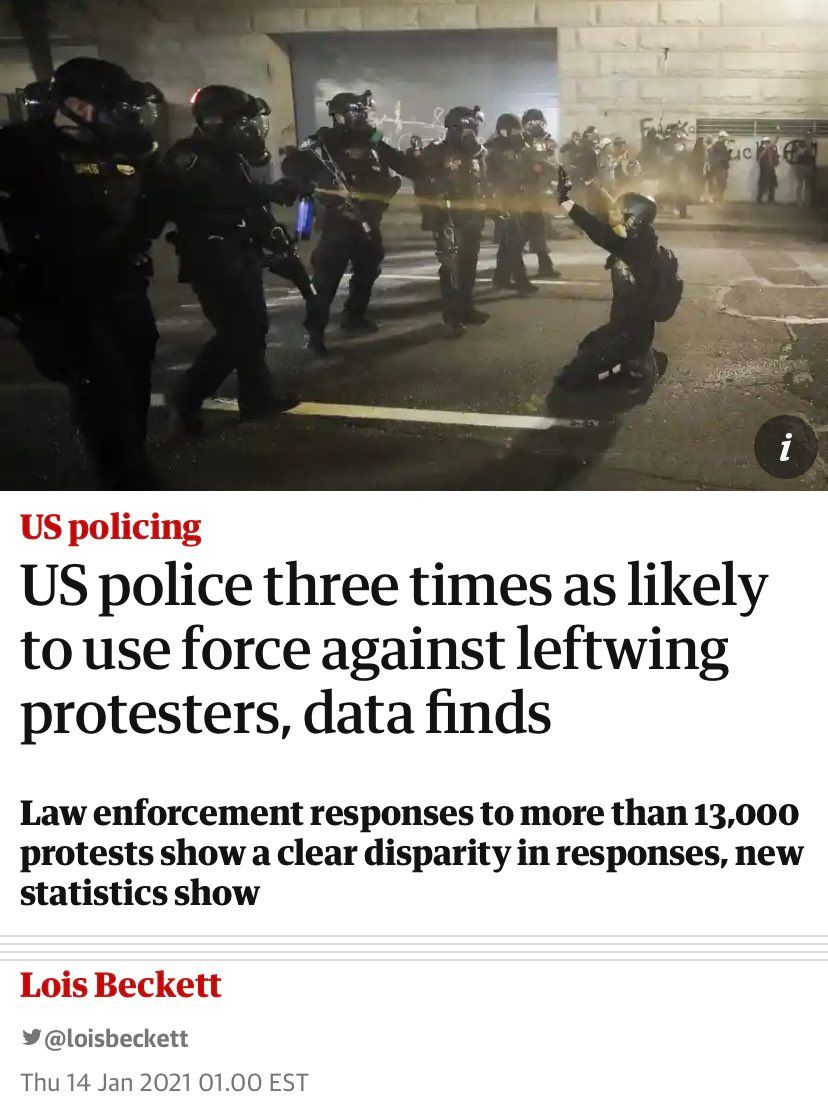 i
US policing
US police three times as likely
to use force against leftwing
protesters, data finds
Law enforcement responses to more than 13,000
protests show a clear disparity in responses, new
statistics show
Lois Beckett
@loisbeckett
Thu 14 Jan 2021 01.00 EST